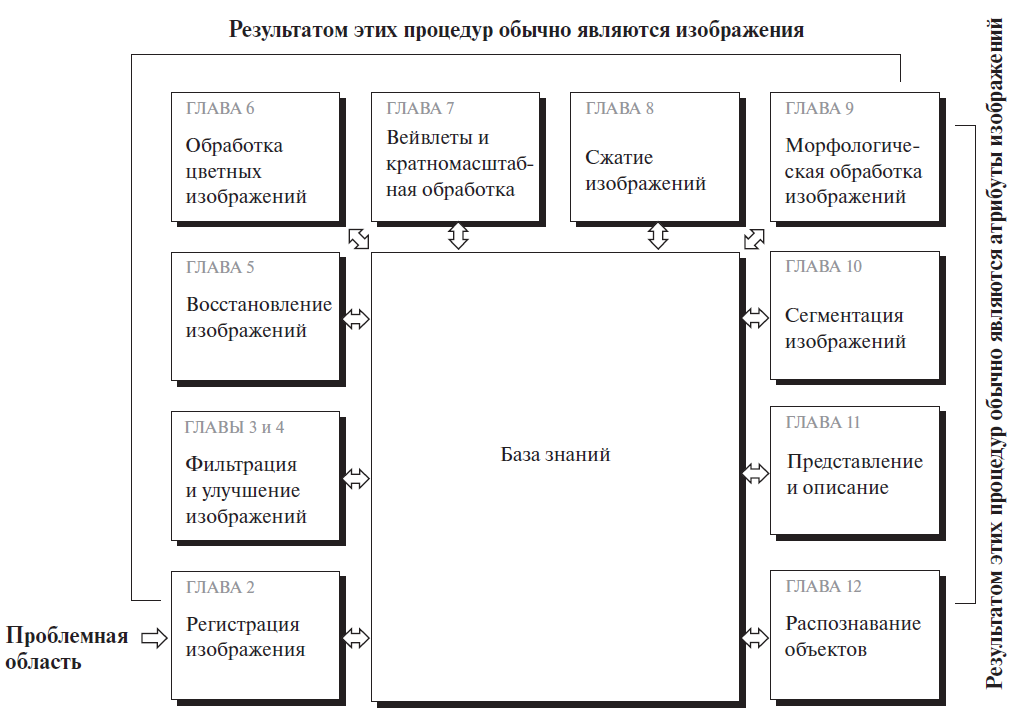 Результатом этих процедур обычно являются изображения
ГЛАВА 6
Обработка
цветных
изображений
ГЛАВА 7
Вейвлеты и
кратномасштаб-
ная обработка
ГЛАВА 8
Сжатие
изображений
ГЛАВА 9
Морфологиче-
ская обработка
изображений
ГЛАВА 5
Восстановление
изображений
ГЛАВА 10
Сегментация
изображений
ГЛАВЫ 3 и 4
Фильтрация
и улучшение
изображений
База знаний
ГЛАВА 11
Представление
и описание
Проблемная
область
ГЛАВА 2
Регистрация
изображения
ГЛАВА 12
Распознавание
объектов
Результатом этих процедур обычно являются атрибуты изображений